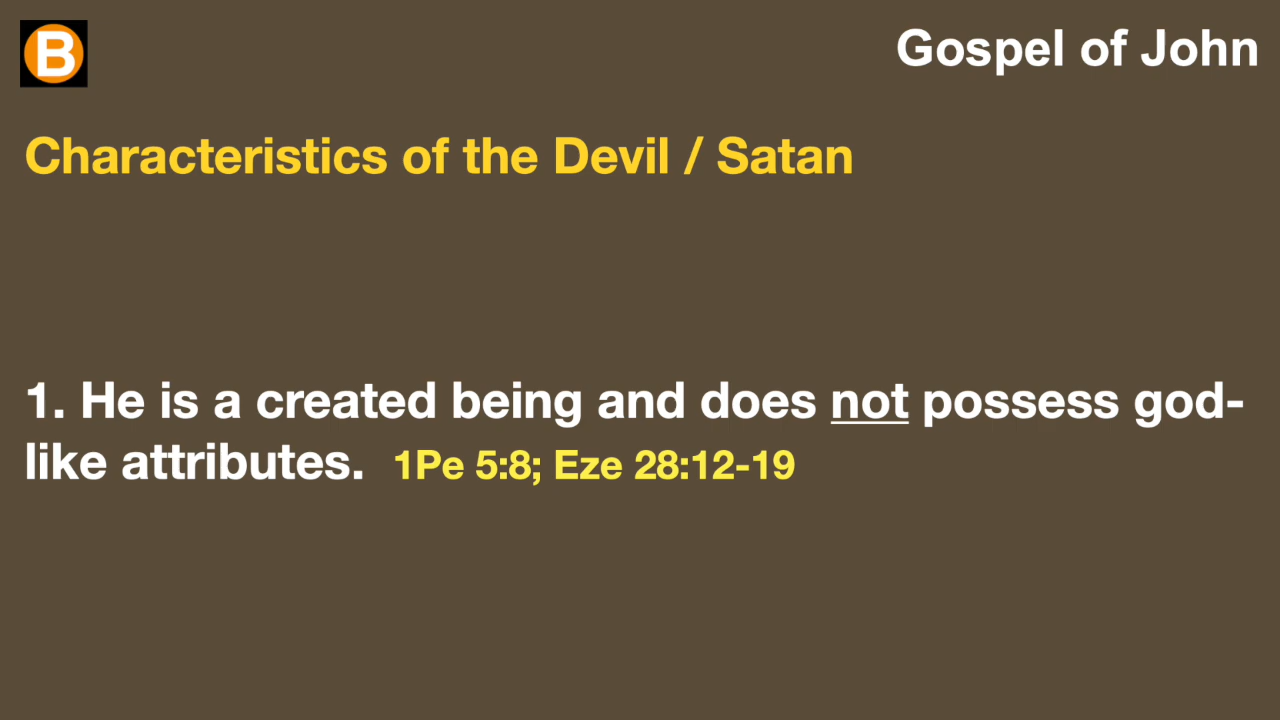 B
Gospel of John
Characteristics of the Devil / Satan
1. He is a created being and does not possess god-
like attributes. 1Pe 5:8; Eze 28:12-19